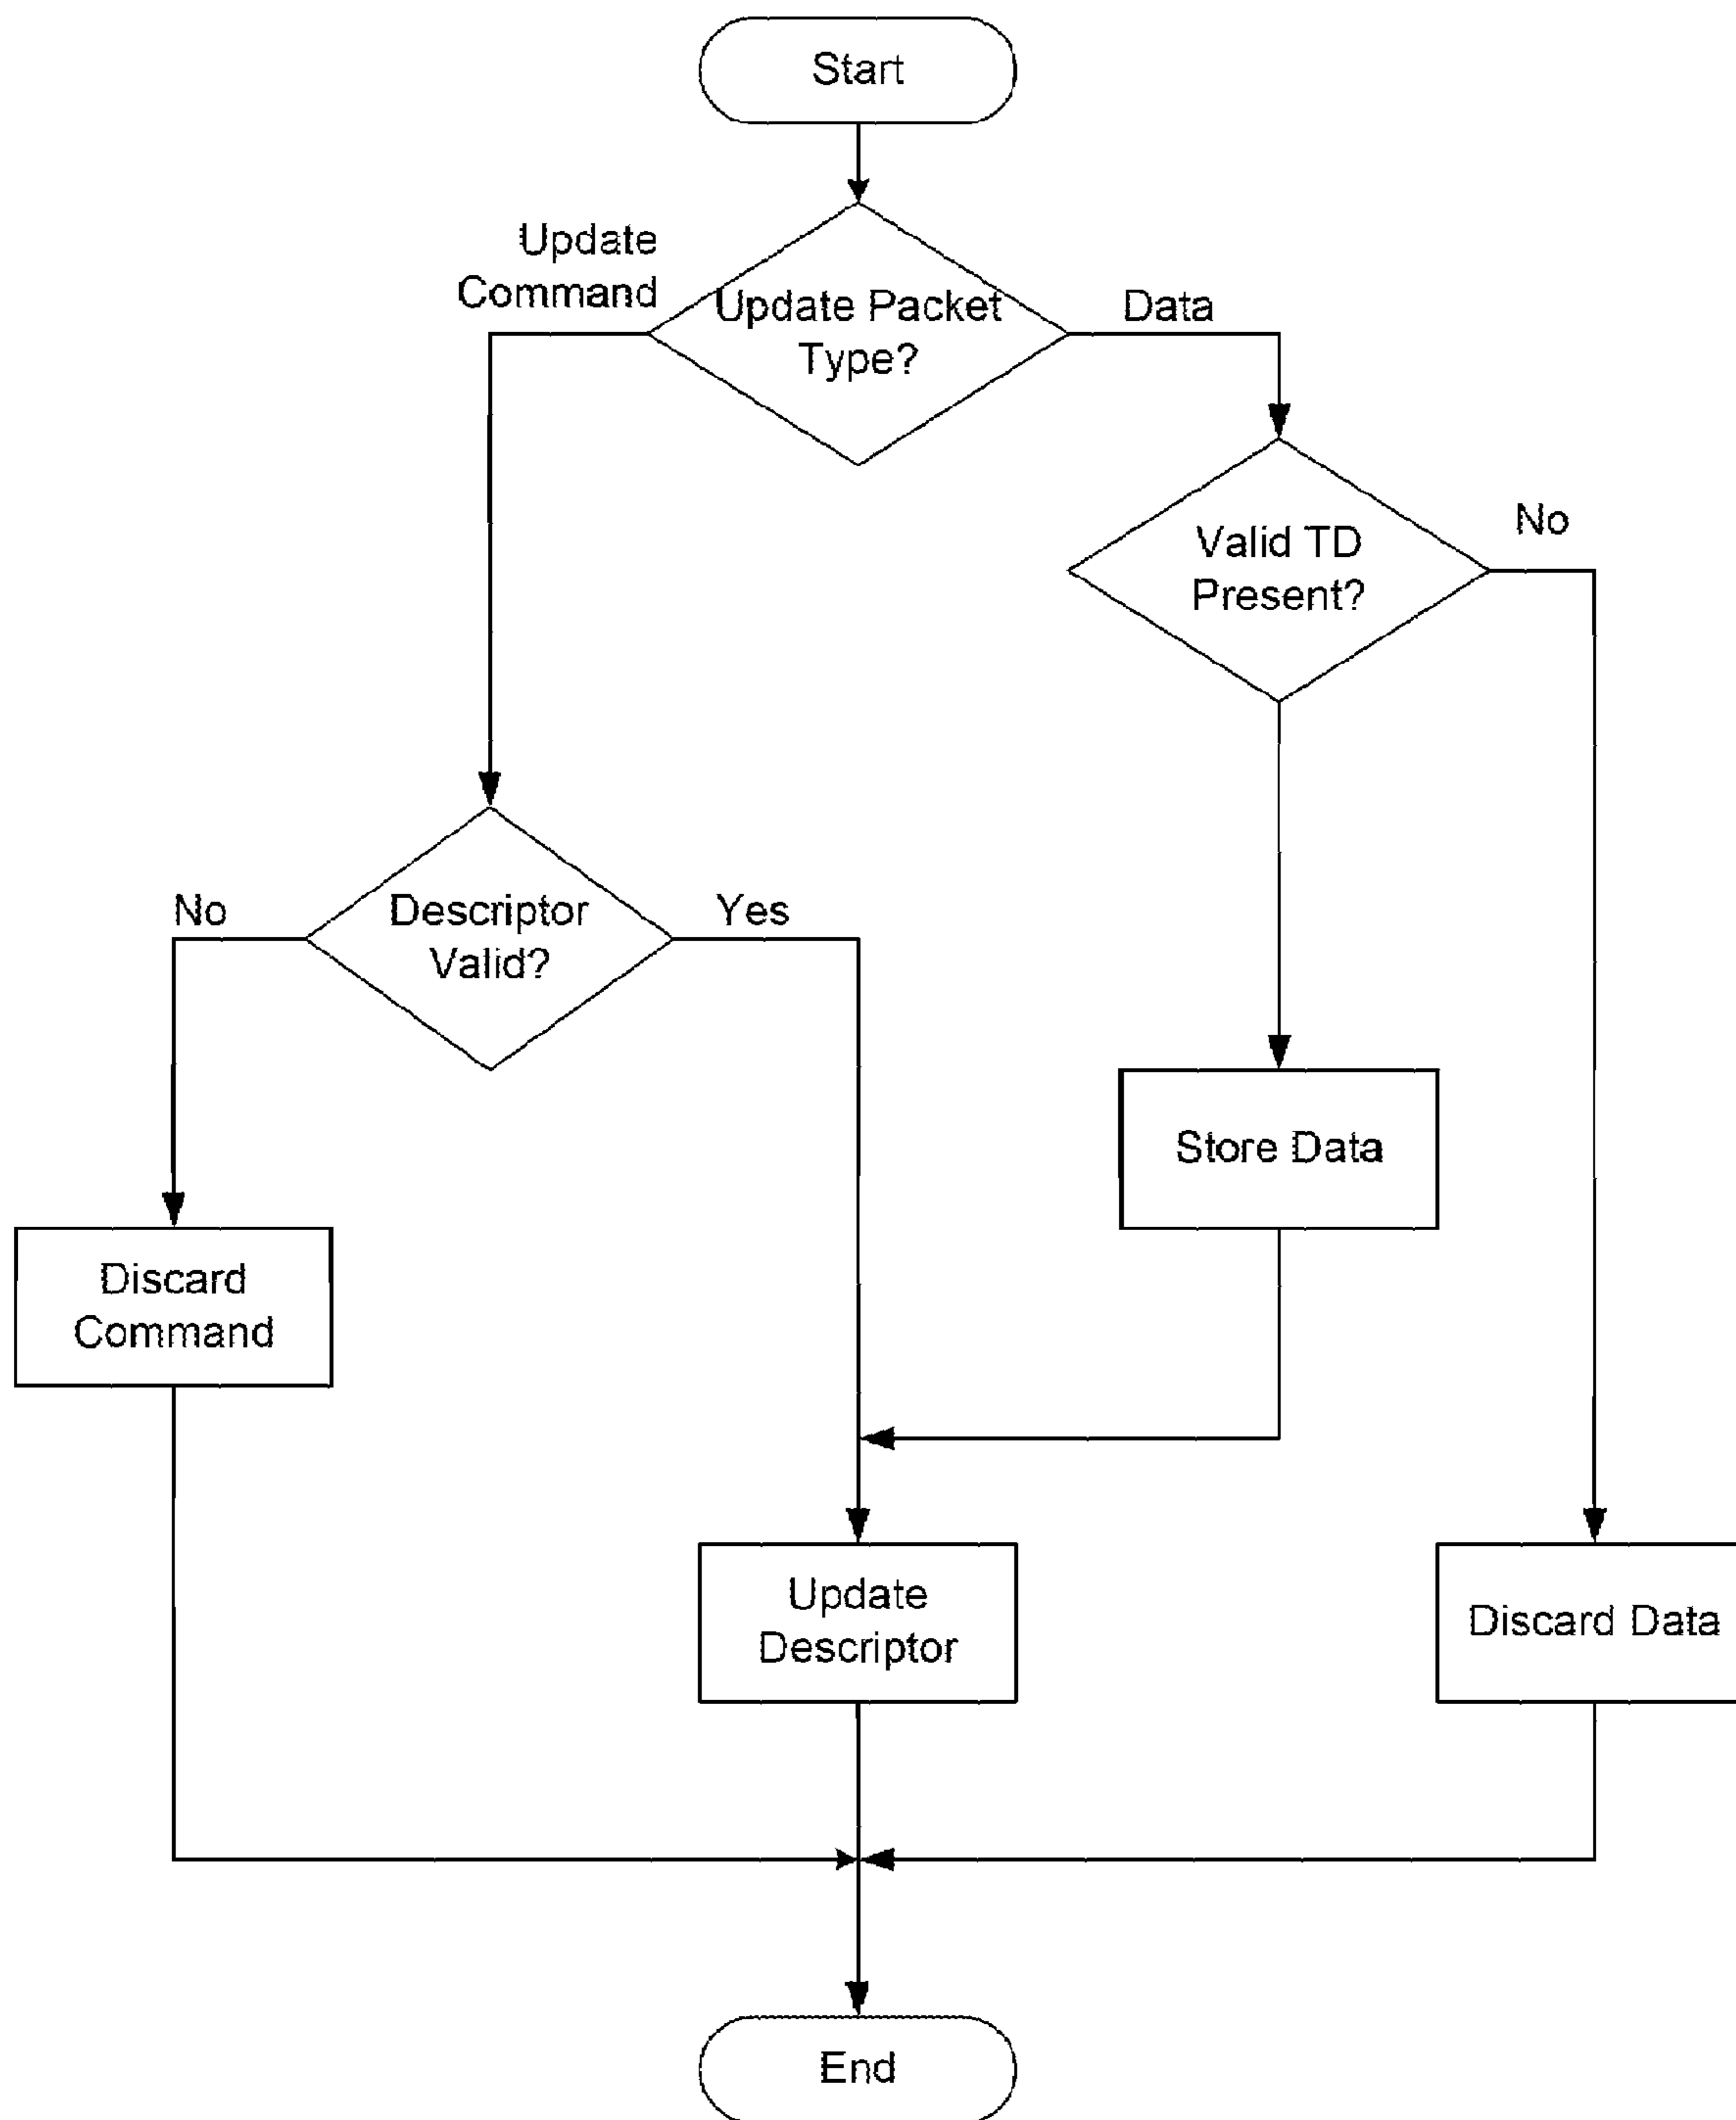 Start
Update
Command
Update Packet
Type?
Data
Valid TD
Present?
No
No
Descriptor
Valid?
Yes
Store Data
Discard
Command
Update
Descriptor
Discard Data
End